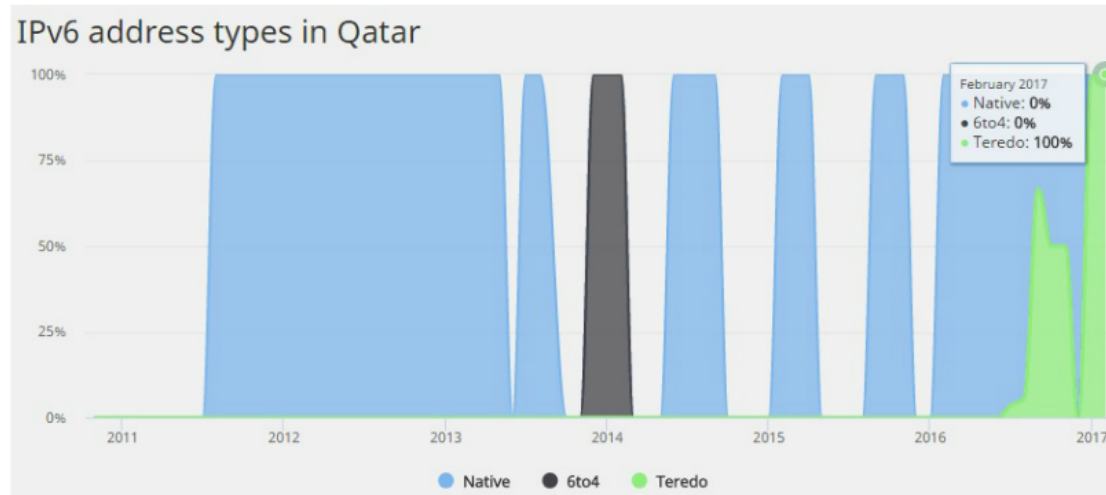 IPv6 address types in Qatar
100%
75%
50%
25%
0%
February 2017
• Native: 0%
• 6to4: 0%
• Teredo: 100%
2011 2012 2013 2014 2015 2016 2017
Native 6to4 Teredo